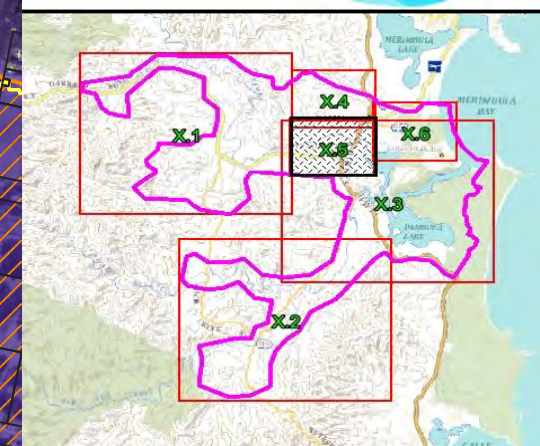 MERIMBULA
LAKE
MERIMBULA
BAY
X.4
X.1
X.6
X.5
X.3
PAMBULA
LAKE
X.2